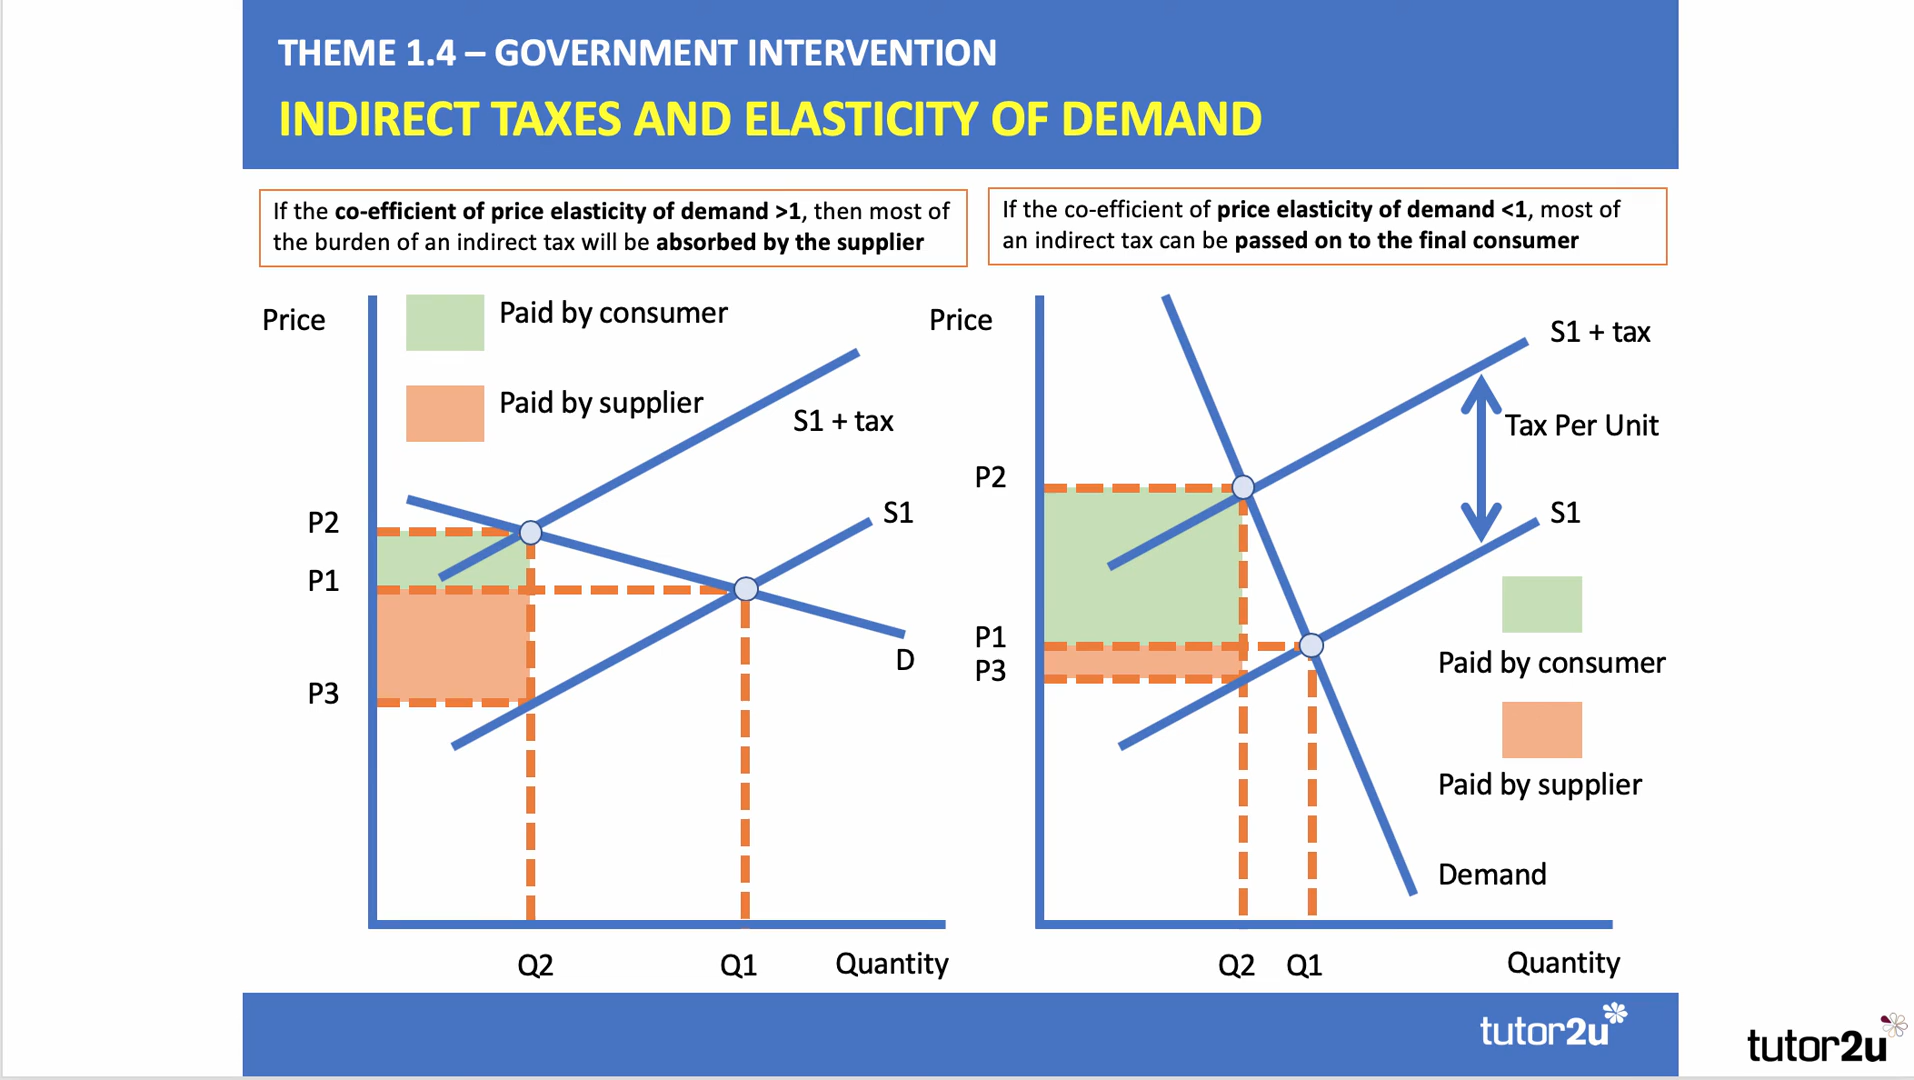 THEME 1.4 – GOVERNMENT INTERVENTION
INDIRECT TAXES AND ELASTICITY OF DEMAND
If the co-efficient of price elasticity of demand >1, then most of
the burden of an indirect tax will be absorbed by the supplier
If the co-efficient of price elasticity of demand <1, most of
an indirect tax can be passed on to the final consumer
Price
Paid by consumer
Paid by supplier
S1 + tax
S1
P2
P1
P3
D
Q2
Q1
Quantity
Price
S1 + tax
Tax Per Unit
P2
S1
P1
P3
Paid by consumer
Paid by supplier
Demand
Q2
Q1
Quantity
tutor2u
tutor2u